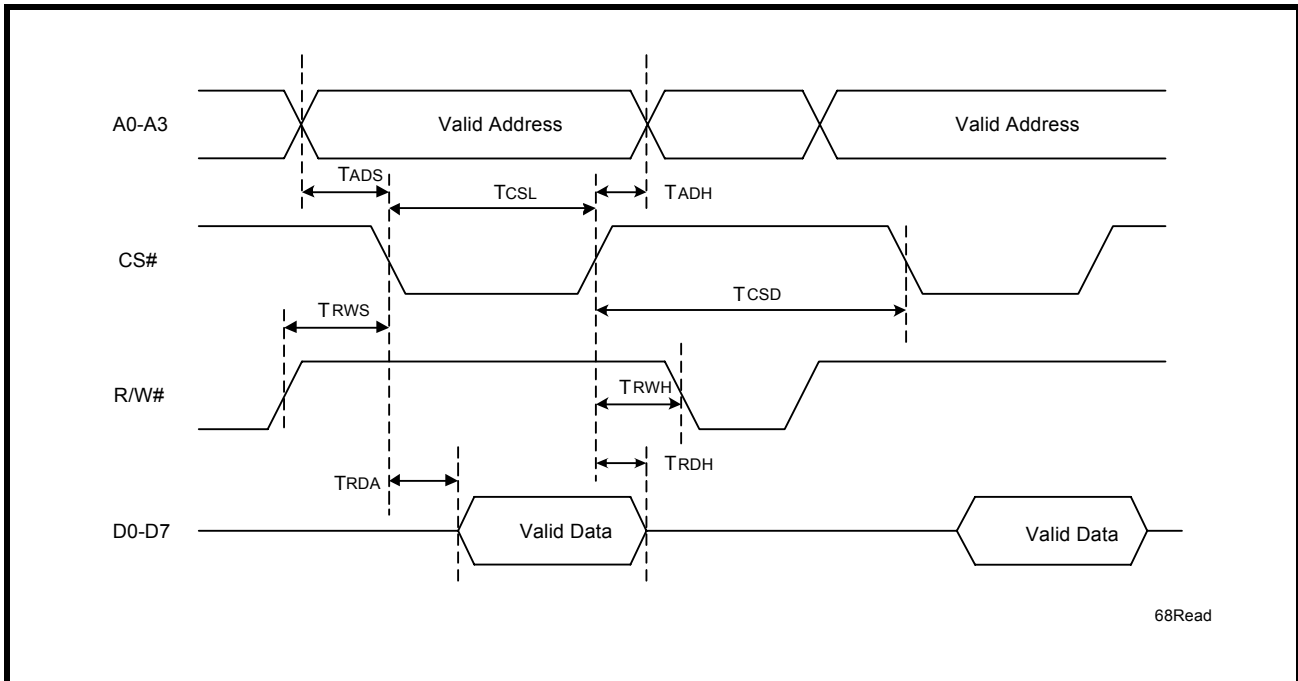 A0-A3
Valid Address
Valid Address
TADS
TCSL
TADH
CS#
TCSD
TRWS
R/W#
TRWH
TRDA
TRDH
D0-D7
Valid Data
Valid Data
68Read